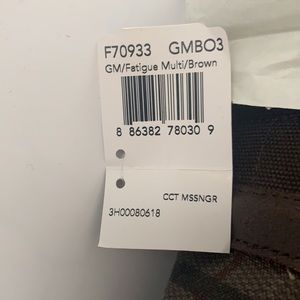 F70933 GMBO3
GM/Fatigue Multi/Brown
8 86382 78030 9
CCT MSSNGR
3H00080618